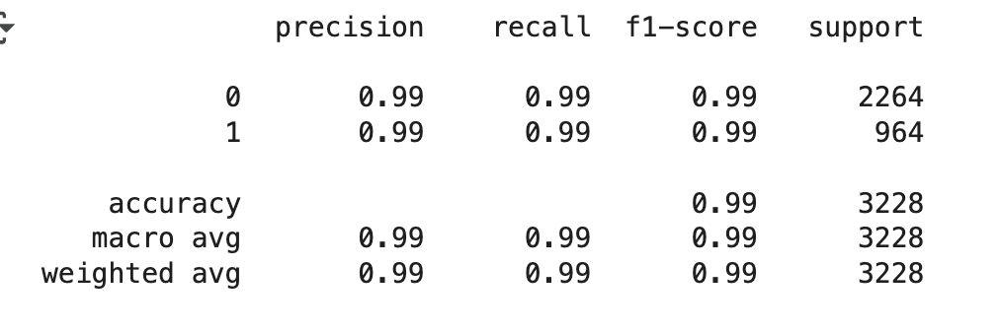 precision recall f1-score support
0 0.99 0.99 0.99 2264
1 0.99 0.99 0.99 964
accuracy 0.99 3228
macro avg 0.99 0.99 0.99 3228
weighted avg 0.99 0.99 0.99 3228